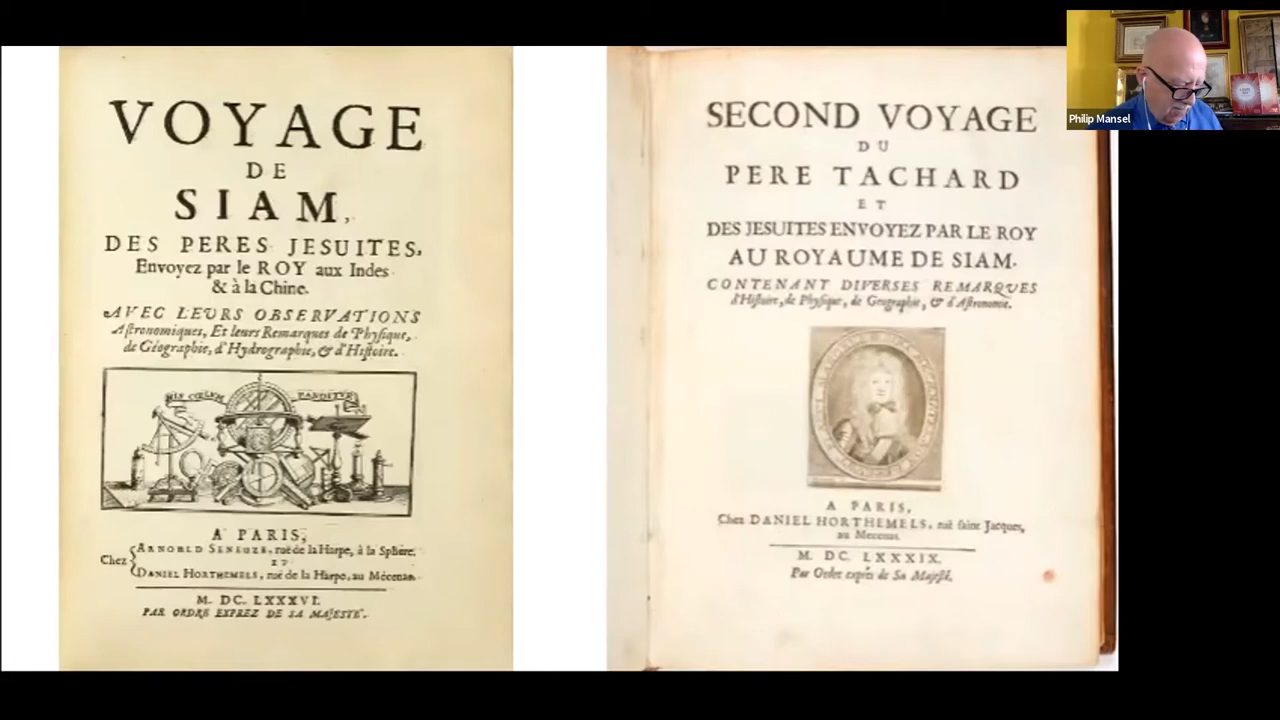 VOYAGE
DE
SIAM,
DES PERES JESUITES,
Envoyez par le ROY aux Indes
& à la Chine.
AVEC LEURS OBSERVATIONS
Astronomiques, Et leurs Remarques de Physique,
de Géographie, d'Hydrographie, & d'Histoire.
PANDITUR
A PARIS,
Chez
ARNOULD SENEUZE, ruë de la Harpe, à la Sphère.
ET
DANIEL HORTHEMELS, ruë de la Harpe, au Mécenas.
M. DC. LXXXVI.
PAR ORDRE EXPREZ DE SA MAJESTÉ.
SECOND VOYAGE
DU
PERE TACHARD
ET
DES JESUITES ENVOYEZ PAR LE ROY
AU ROYAUME DE SIAM.
CONTENANT DIVERSES REMARQUES
d'Histoire, de Physique, de Geographie, & d'Astronomie.
A PARIS,
Chez DANIEL HORTHEMELS, ruë saint Jacques,
au Mecenas.
M. DC. LXXXIX.
Par Ordre exprès de Sa Majesté.
Philip Mansel